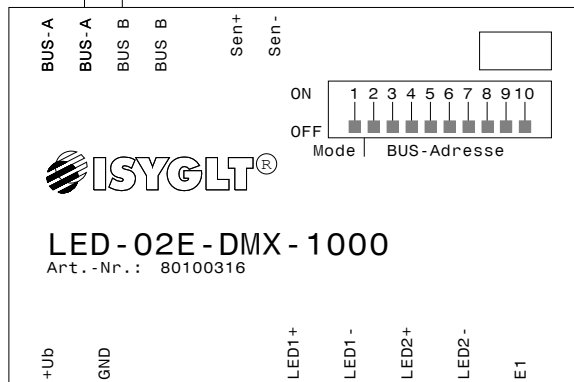 BUS-A
BUS-A
BUS B
BUS B
Sen+
Sen-
ON
1 2 3 4 5 6 7 8 9 10
OFF
Mode
BUS-Adresse
ISYGLT®
LED-02E-DMX-1000
Art.-Nr.: 80100316
+Ub
GND
LED1+
LED1-
LED2+
LED2-
E1